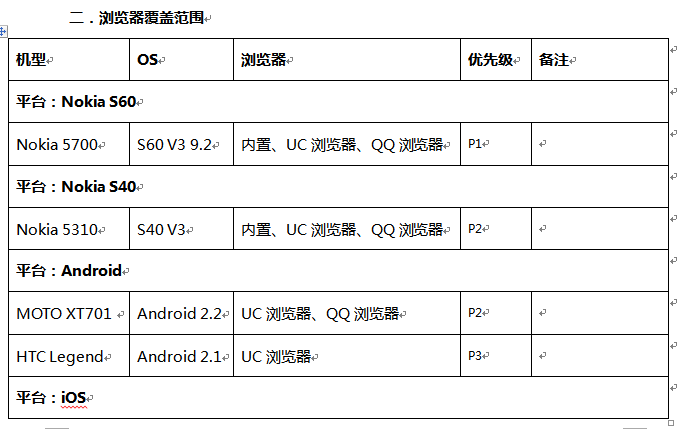 二．浏览器覆盖范围
机型 OS 浏览器 优先级 备注
平台：Nokia S60
Nokia 5700 S60 V3 9.2 内置、UC 浏览器、QQ 浏览器 P1
平台：Nokia S40
Nokia 5310 S40 V3 内置、UC 浏览器、QQ 浏览器 P2
平台：Android
MOTO XT701 Android 2.2 UC 浏览器、QQ 浏览器 P2
HTC Legend Android 2.1 UC 浏览器 P3
平台：iOS